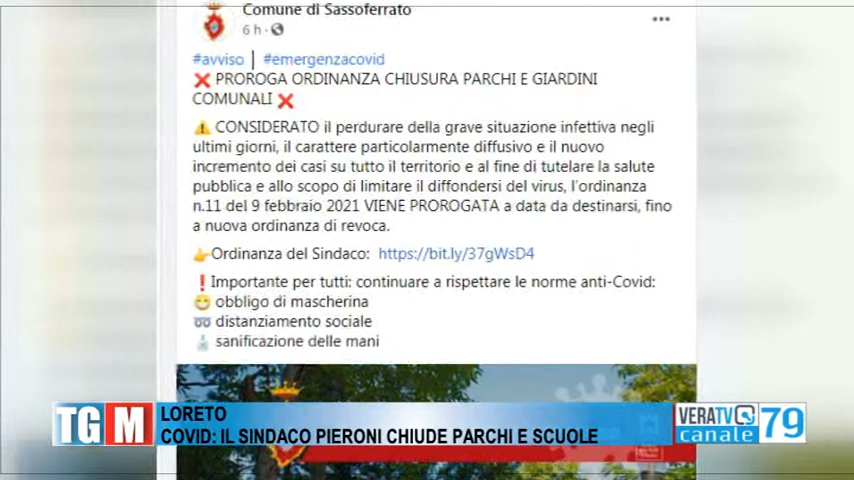 Comune di Sassoferrato
6 h ·
#avviso | #emergenzacovid
❌ PROROGA ORDINANZA CHIUSURA PARCHI E GIARDINI
COMUNALI ❌
⚠️ CONSIDERATO il perdurare della grave situazione infettiva negli
ultimi giorni, il carattere particolarmente diffusivo e il nuovo
incremento dei casi su tutto il territorio e al fine di tutelare la salute
pubblica e allo scopo di limitare il diffondersi del virus, l'ordinanza
n.11 del 9 febbraio 2021 VIENE PROROGATA a data da destinarsi, fino
a nuova ordinanza di revoca.
👉Ordinanza del Sindaco: https://bit.ly/37gWsD4
❗Importante per tutti: continuare a rispettare le norme anti-Covid:
😷 obbligo di mascherina
➿ distanziamento sociale
🧴 sanificazione delle mani
TGM
LORETO
COVID: IL SINDACO PIERONI CHIUDE PARCHI E SCUOLE
VERATV
canale 79